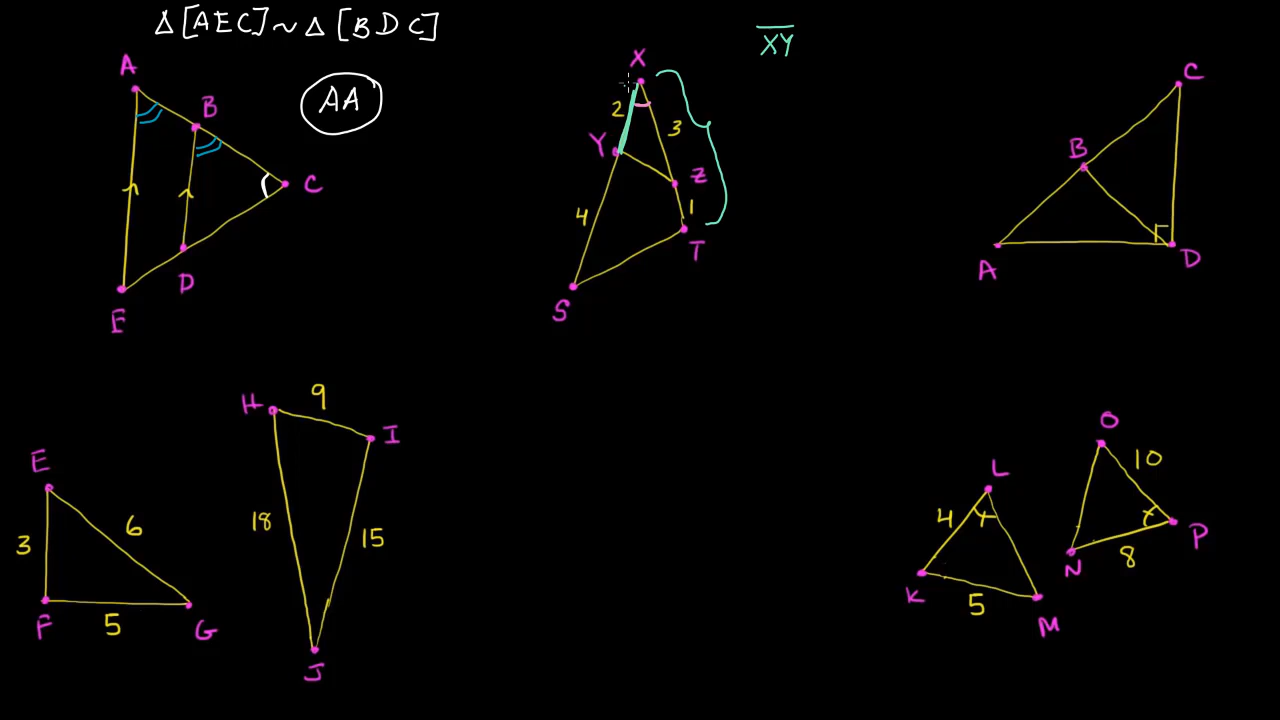 Δ[AEC] ~ Δ[BDC]
XY
A
B
C
D
E
AA
X
2
3
Y
Z
4
1
T
S
C
B
A
D
E
3
6
F
5
G
H
9
I
18
15
J
L
4
K
5
M
O
10
P
N
8